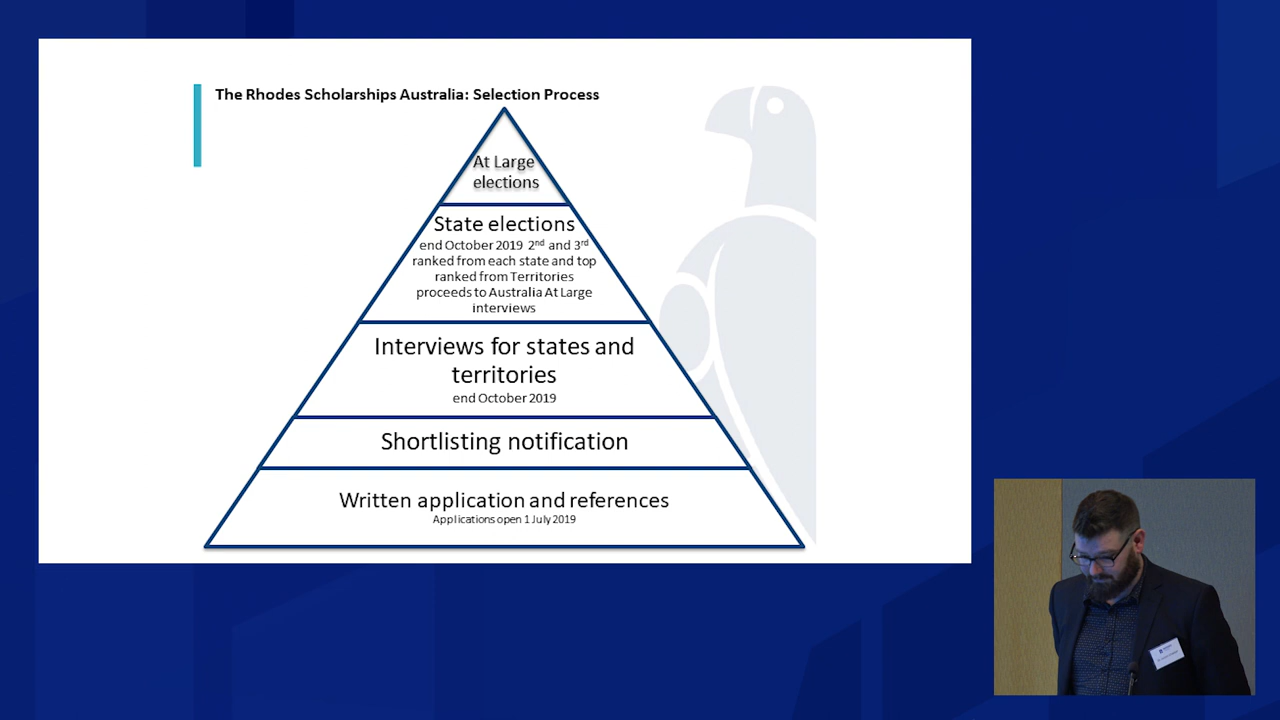 The Rhodes Scholarships Australia: Selection Process
At Large
elections
State elections
end October 2019 2nd and 3rd
ranked from each state and top
ranked from Territories
proceeds to Australia At Large
interviews
Interviews for states and
territories
end October 2019
Shortlisting notification
Written application and references
Applications open 1 July 2019